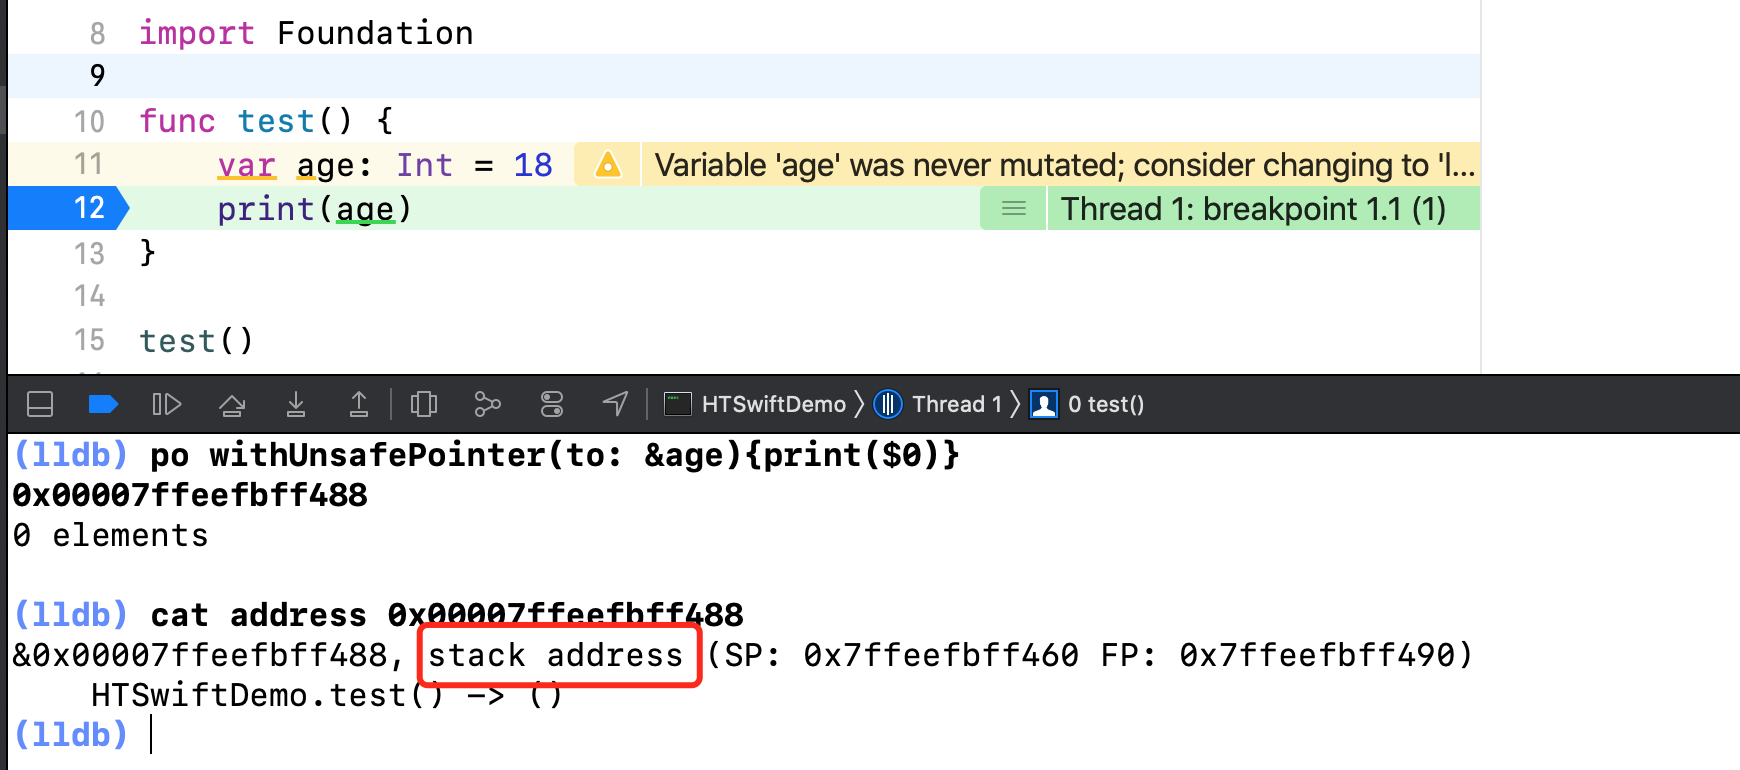 8 import Foundation
9
10 func test() {
11 var age: Int = 18 Variable 'age' was never mutated; consider changing to 'l...
12 print(age) Thread 1: breakpoint 1.1 (1)
13 }
14
15 test()
HTSwiftDemo 〉 Thread 1 〉 0 test()
(lldb) po withUnsafePointer(to: &age){print($0)}
0x00007ffeefbff488
0 elements
(lldb) cat address 0x00007ffeefbff488
&0x00007ffeefbff488, stack address (SP: 0x7ffeefbff460 FP: 0x7ffeefbff490)
HTSwiftDemo.test() -> ()
(lldb)